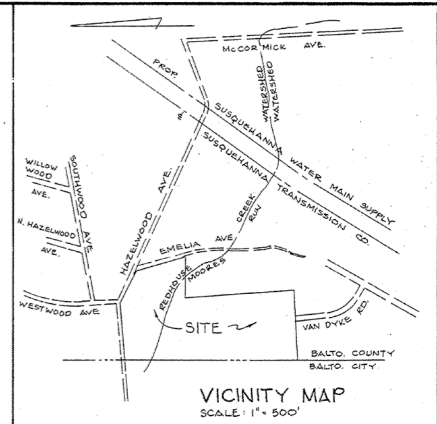 McCORMICK AVE.
PROP. SUSQUEHANNA WATER MAIN SUPPLY
SUSQUEHANNA TRANSMISSION CO.
WATERSHED
WATERSHED
WILLOW
WOOD
AVE.
SOUTHWOOD AVE
N. HAZELWOOD
AVE.
HAZELWOOD AVE.
CREEK
RUN
EMELIA AVE.
REDHOUSE
MOORES
WESTWOOD AVE
SITE
VAN DYKE RD.
BALTO. COUNTY
BALTO. CITY
VICINITY MAP
SCALE: 1" = 500'